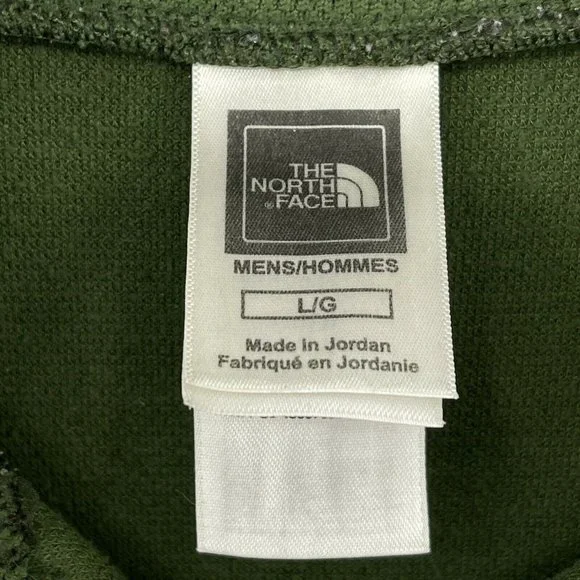 THE
NORTH
® FACE
MENS/HOMMES
L/G
Made in Jordan
Fabriqué en Jordanie